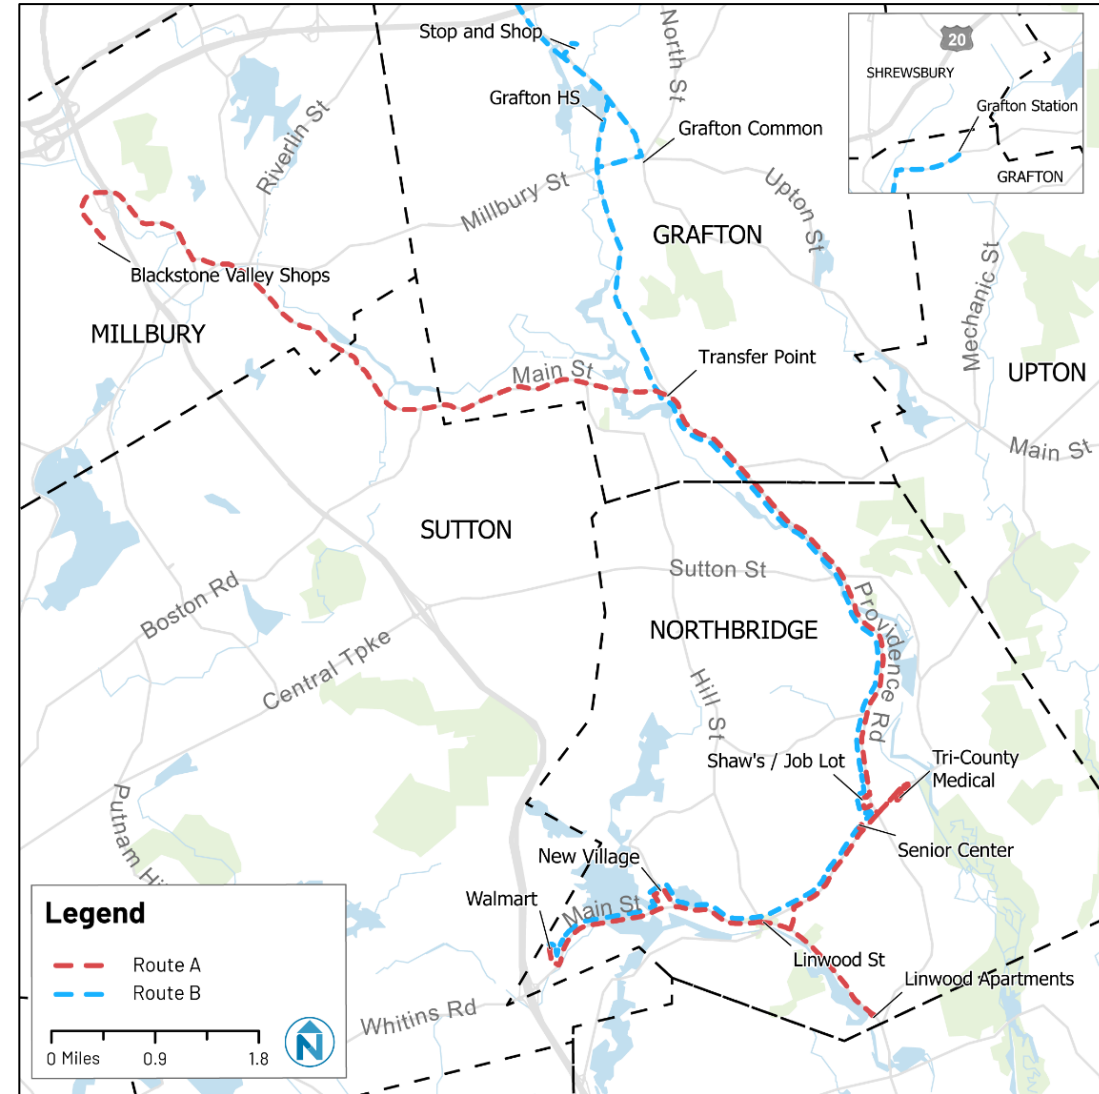 Stop and Shop
North St
20
SHREWSBURY
Grafton Station
GRAFTON
Grafton HS
Grafton Common
Riverlin St
Millbury St
Upton St
GRAFTON
Mechanic St
Blackstone Valley Shops
MILLBURY
Transfer Point
Main St
UPTON
Main St
SUTTON
Sutton St
Boston Rd
Providence Rd
NORTHBRIDGE
Central Tpke
Hill St
Shaw's / Job Lot
Tri-County
Medical
Putnam Hi
Senior Center
New Village
Walmart
Main St
Linwood St
Linwood Apartments
Whitins Rd
Legend
Route A
Route B
0 Miles
0.9
1.8
N